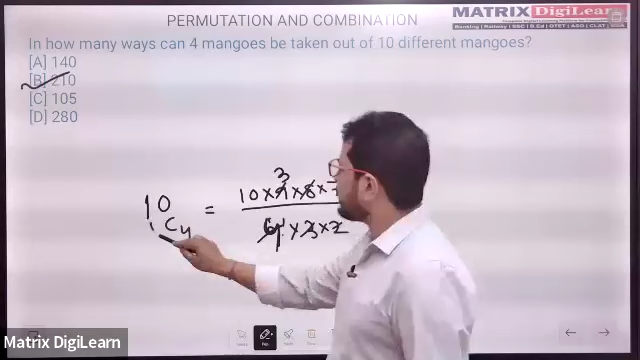 PERMUTATION AND COMBINATION
MATRIX DigiLearn
In how many ways can 4 mangoes be taken out of 10 different mangoes?
[A] 140
[B] 210
[C] 105
[D] 280
3
10 = 10×9×8×7
C4 4×3×2
Matrix DigiLearn